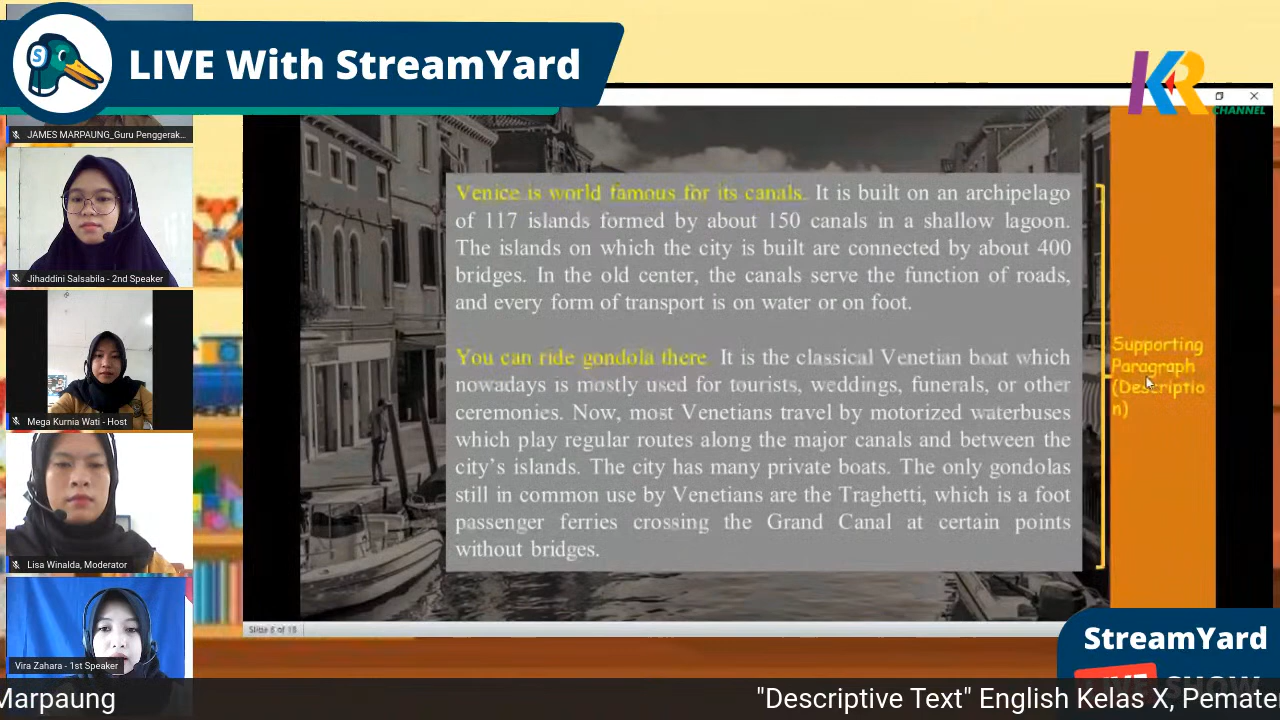 LIVE With StreamYard
KR
CHANNEL
JAMES MARPAUNG_Guru Penggerak...
Jihaddini Salsabila - 2nd Speaker
Mega Kurnia Wati - Host
Lisa Winalda, Moderator
Vira Zahara - 1st Speaker
Venice is world famous for its canals. It is built on an archipelago
of 117 islands formed by about 150 canals in a shallow lagoon.
The islands on which the city is built are connected by about 400
bridges. In the old center, the canals serve the function of roads,
and every form of transport is on water or on foot.
You can ride gondola there. It is the classical Venetian boat which
nowadays is mostly used for tourists, weddings, funerals, or other
ceremonies. Now, most Venetians travel by motorized waterbuses
which play regular routes along the major canals and between the
city's islands. The city has many private boats. The only gondolas
still in common use by Venetians are the Traghetti, which is a foot
passenger ferries crossing the Grand Canal at certain points
without bridges.
Supporting
Paragraph
(Descriptio
n)
Slide 6 of 15
StreamYard
LIVE SHOW
Marpaung
"Descriptive Text" English Kelas X, Pemate